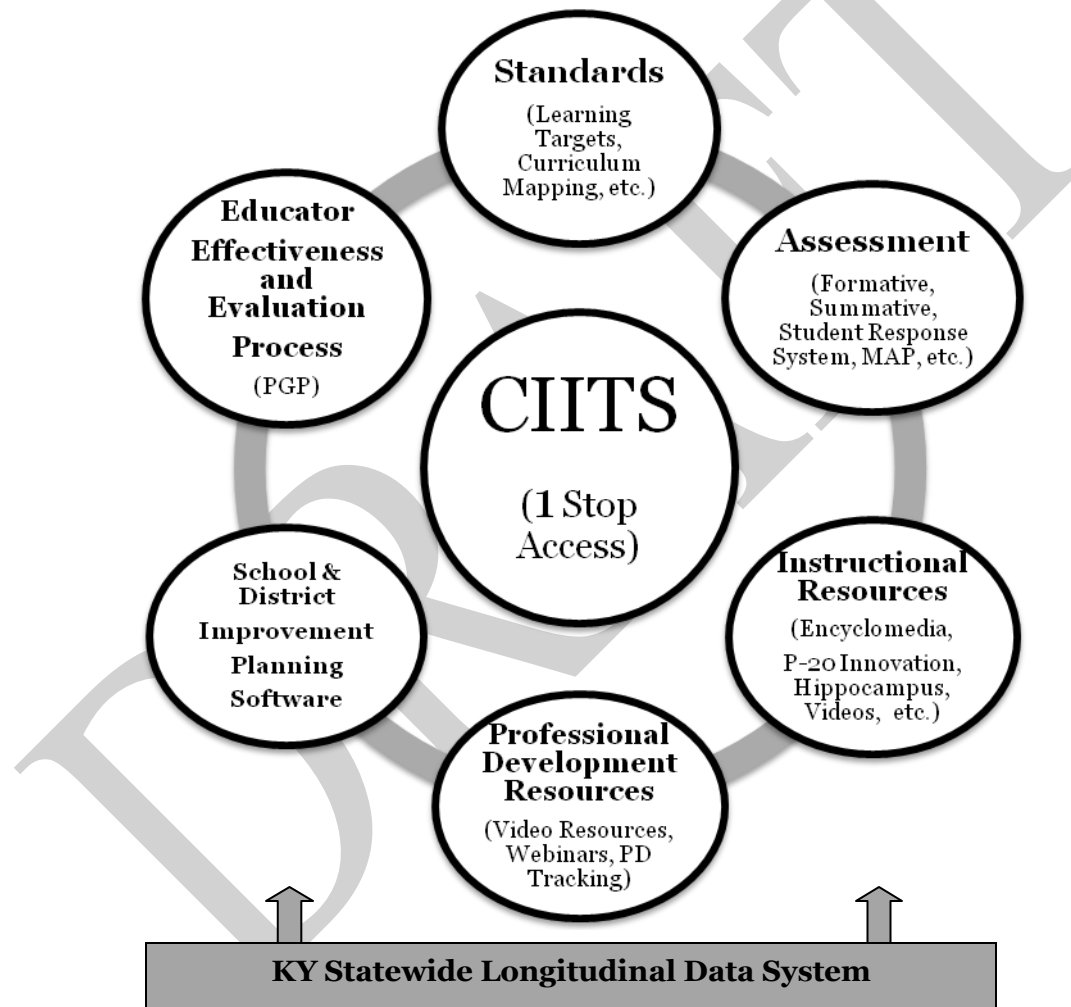 Standards
(Learning
Targets,
Curriculum
Mapping, etc.)
Assessment
(Formative,
Summative,
Student Response
System, MAP, etc.)
Instructional
Resources
(Encyclomedia,
P-20 Innovation,
Hippocampus,
Videos,  etc.)
Professional
Development
Resources
(Video Resources,
Webinars, PD
Tracking)
School &
District
Improvement
Planning
Software
Educator
Effectiveness
and
Evaluation
Process
(PGP)
CIITS
(1 Stop
Access)
KY Statewide Longitudinal Data System
DRAFT